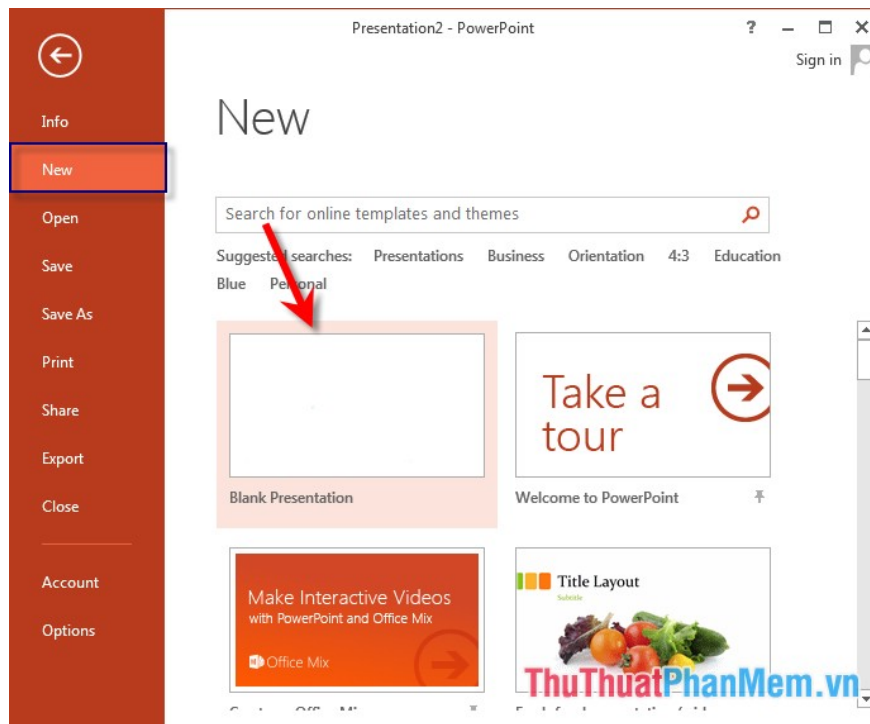 Presentation2 - PowerPoint
?
Sign in
Info
New
Open
Save
Save As
Print
Share
Export
Close
Account
Options
New
Search for online templates and themes
Suggested searches: Presentations Business Orientation 4:3 Education
Blue Personal
Take a
tour
Blank Presentation
Welcome to PowerPoint
Make Interactive Videos
with PowerPoint and Office Mix
Office Mix
Title Layout
Subtitle
ThuThuatPhanMem.vn